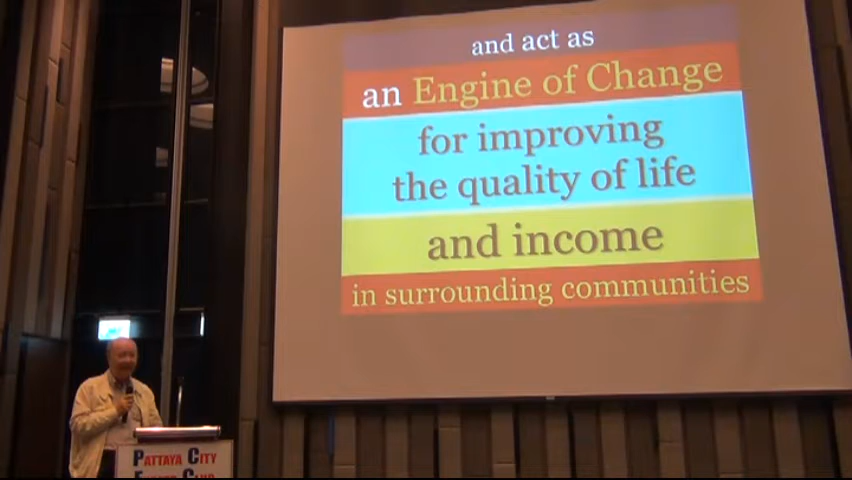 and act as
an Engine of Change
for improving
the quality of life
and income
in surrounding communities
PATTAYA CITY